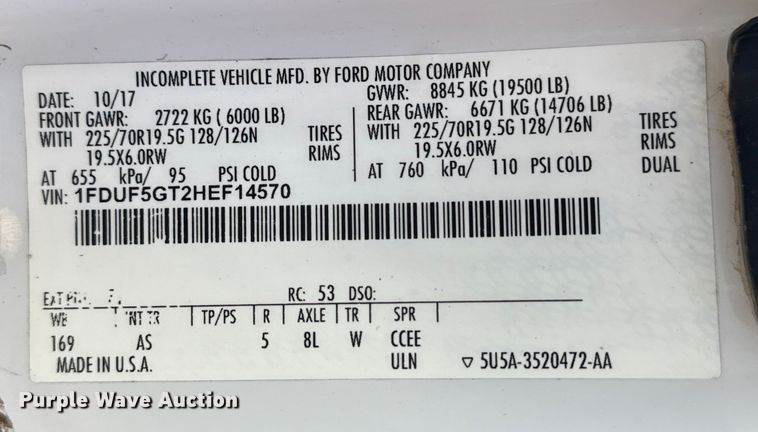 INCOMPLETE VEHICLE MFD. BY FORD MOTOR COMPANY
DATE: 10/17 GVWR: 8845 KG (19500 LB)
FRONT GAWR: 2722 KG ( 6000 LB) REAR GAWR: 6671 KG (14706 LB)
WITH 225/70R19.5G 128/126N TIRES WITH 225/70R19.5G 128/126N TIRES
19.5X6.0RW RIMS 19.5X6.0RW RIMS
AT 655 kPa/ 95 PSI COLD AT 760 kPa/ 110 PSI COLD DUAL
VIN: 1FDUF5GT2HEF14570
EXT RC: 53 DSO:
WB INT TR TP/PS R AXLE TR SPR
169 AS 5 8L W CCEE
MADE IN U.S.A. ULN ▽ 5U5A-3520472-AA
Purple Wave Auction